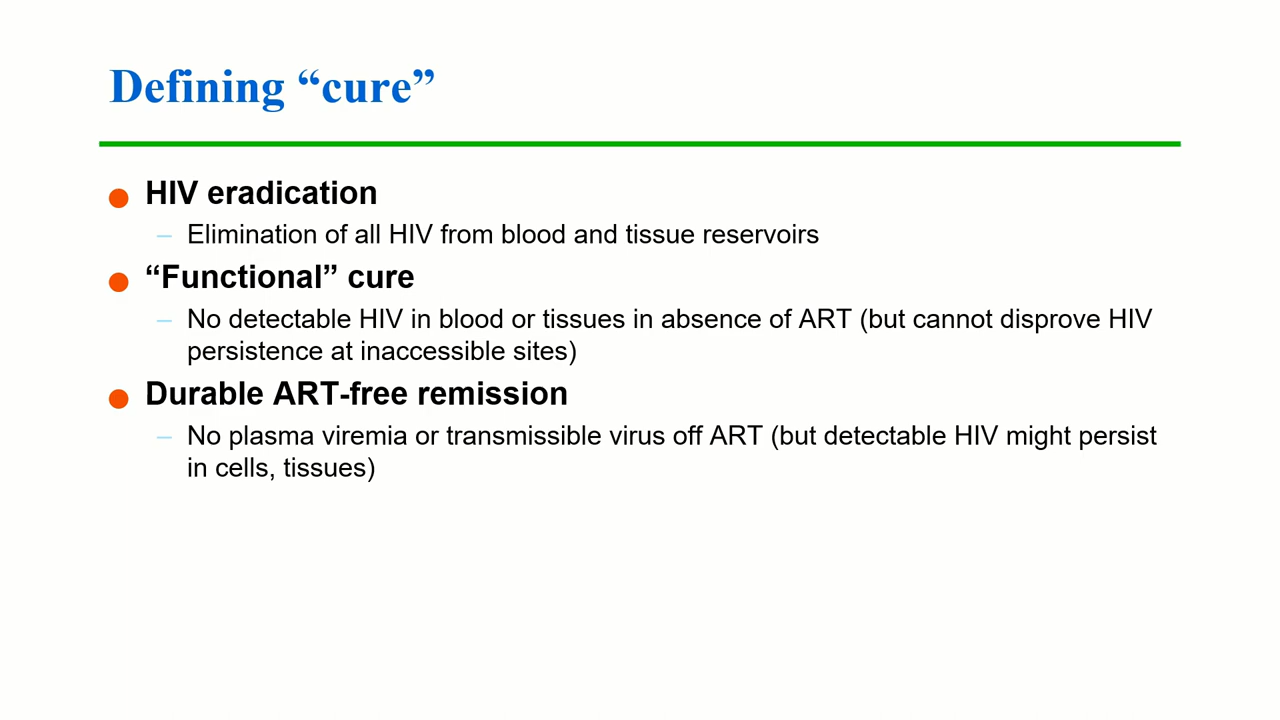 Defining “cure”
● HIV eradication
– Elimination of all HIV from blood and tissue reservoirs
● “Functional” cure
– No detectable HIV in blood or tissues in absence of ART (but cannot disprove HIV
persistence at inaccessible sites)
● Durable ART-free remission
– No plasma viremia or transmissible virus off ART (but detectable HIV might persist
in cells, tissues)